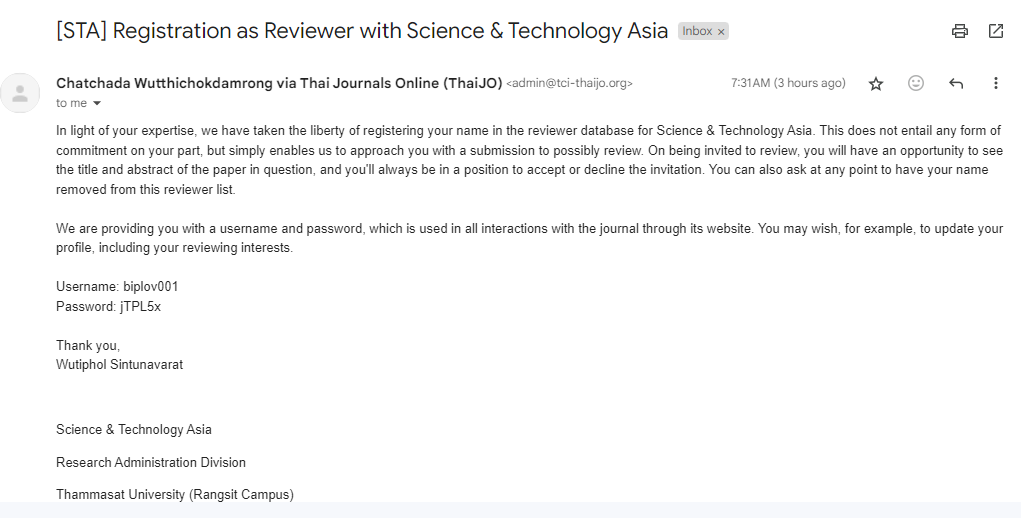 [STA] Registration as Reviewer with Science & Technology Asia Inbox ×
Chatchada Wutthichokdamrong via Thai Journals Online (ThaiJO) <admin@tci-thaijo.org> 7:31 AM (3 hours ago)
to me
In light of your expertise, we have taken the liberty of registering your name in the reviewer database for Science & Technology Asia. This does not entail any form of
commitment on your part, but simply enables us to approach you with a submission to possibly review. On being invited to review, you will have an opportunity to see
the title and abstract of the paper in question, and you'll always be in a position to accept or decline the invitation. You can also ask at any point to have your name
removed from this reviewer list.
We are providing you with a username and password, which is used in all interactions with the journal through its website. You may wish, for example, to update your
profile, including your reviewing interests.
Username: biplov001
Password: jTPL5x
Thank you,
Wutiphol Sintunavarat
Science & Technology Asia
Research Administration Division
Thammasat University (Rangsit Campus)